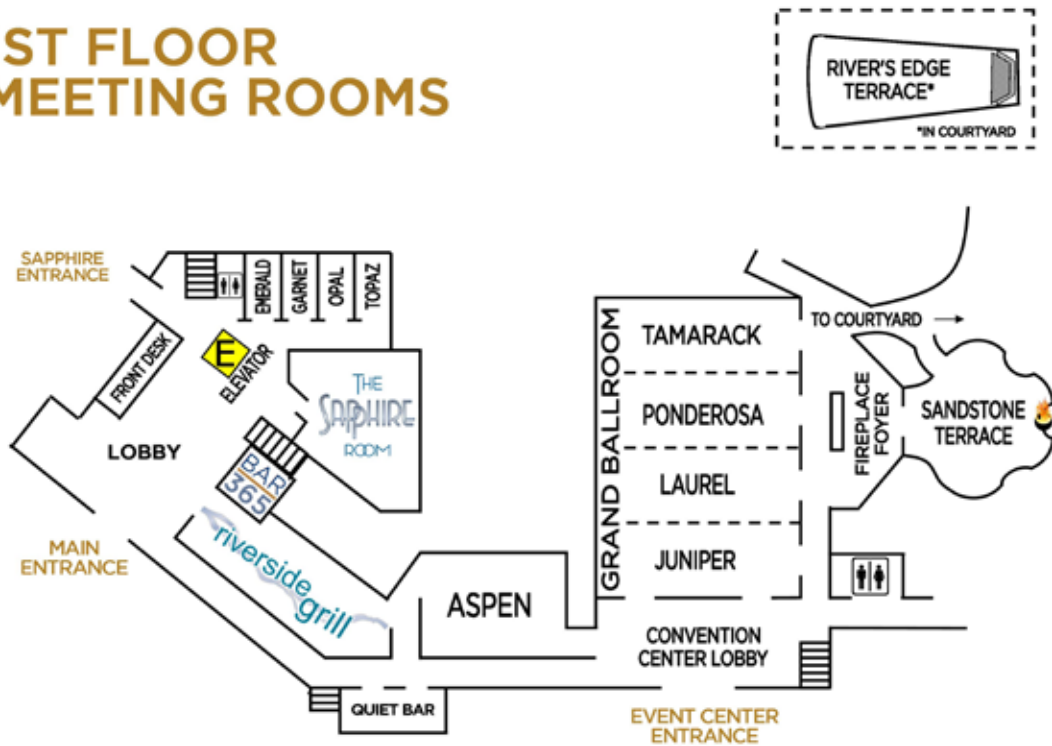 ST FLOOR
MEETING ROOMS
RIVER'S EDGE
TERRACE*
*IN COURTYARD
SAPPHIRE
ENTRANCE
EMERALD
GARNET
OPAL
TOPAZ
FRONT DESK
E
ELEVATOR
THE
SAPPHIRE
ROOM
LOBBY
BAR
365
MAIN
ENTRANCE
riverside
grill
ASPEN
QUIET BAR
GRAND BALLROOM
TAMARACK
PONDEROSA
LAUREL
JUNIPER
TO COURTYARD →
FIREPLACE
FOYER
SANDSTONE
TERRACE
CONVENTION
CENTER LOBBY
EVENT CENTER
ENTRANCE